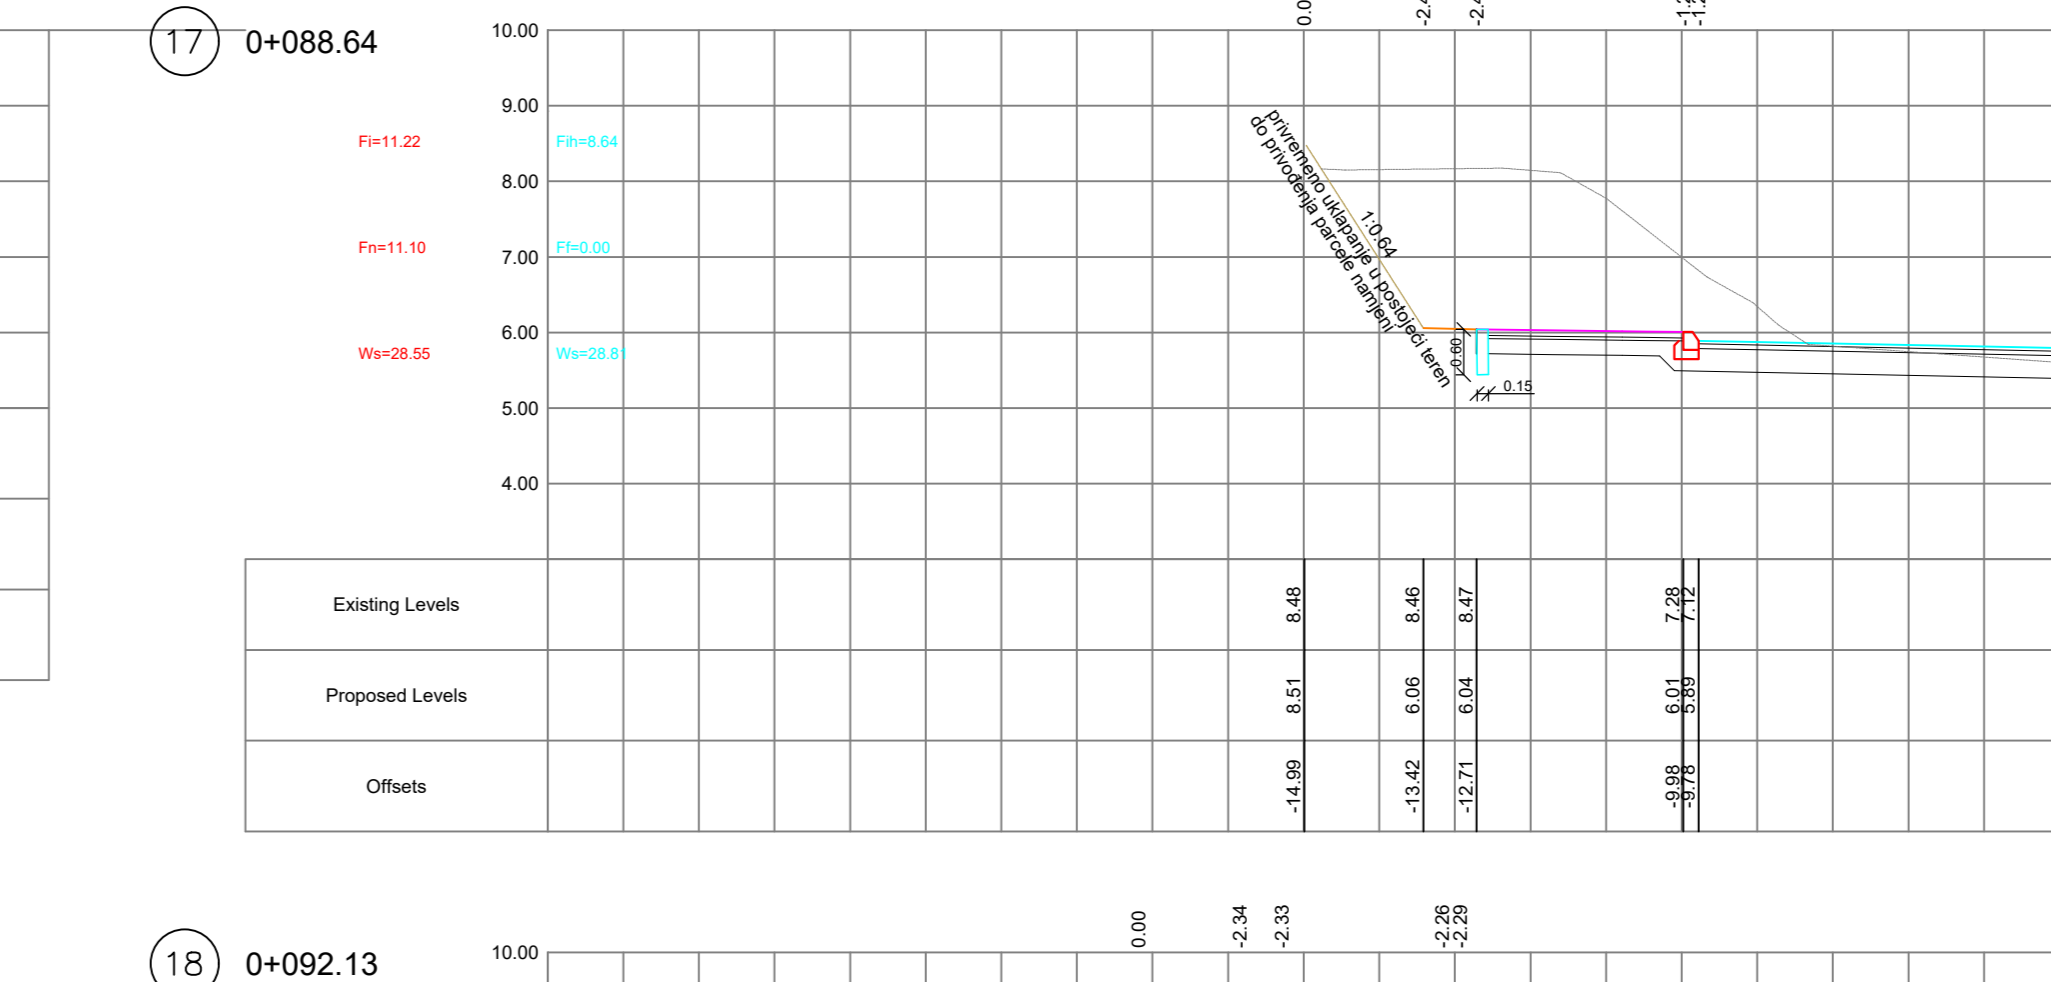 17 0+088.64
10.00
9.00
8.00
7.00
6.00
5.00
4.00
Fi=11.22
Fih=8.64
Fn=11.10
Ff=0.00
Ws=28.55
Ws=28.81
privremeno uklapanje u postojeći teren
do privođenja parcele namjeni
1:0.64
0.60
0.15
Existing Levels 8.48 8.46 8.47 7.28 7.12
Proposed Levels 8.51 6.06 6.04 6.01 5.89
Offsets -14.99 -13.42 -12.71 -9.98 -9.78
0.00 -2.34 -2.33 -2.26 -2.29
18 0+092.13
10.00